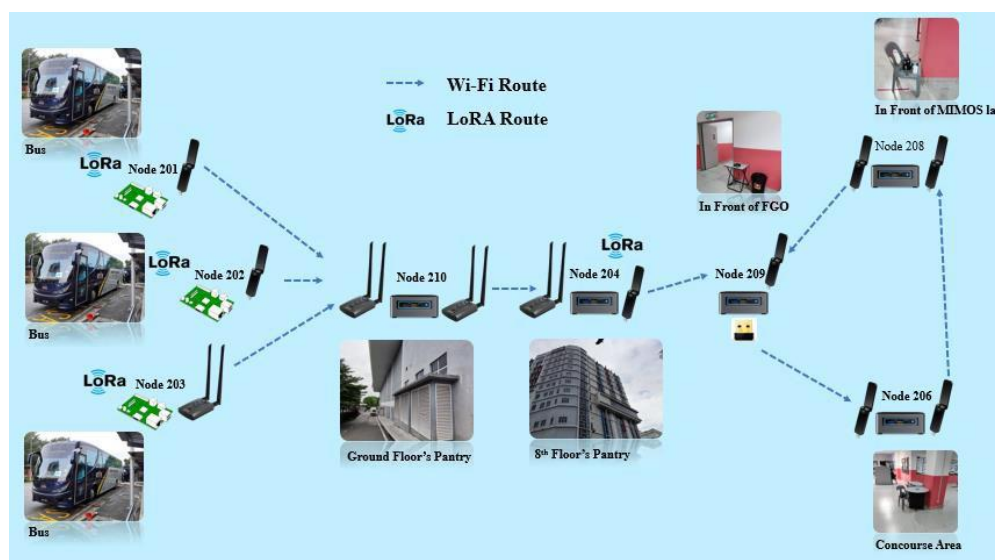 Wi-Fi Route
LoRa LoRA Route
In Front of MIMOS la
Bus
LoRa Node 201
Node 208
In Front of FGO
LoRa
LoRa Node 202
Node 210
Node 204
Node 209
Bus
LoRa Node 203
Node 206
Ground Floor's Pantry
8th Floor's Pantry
Bus
Concourse Area